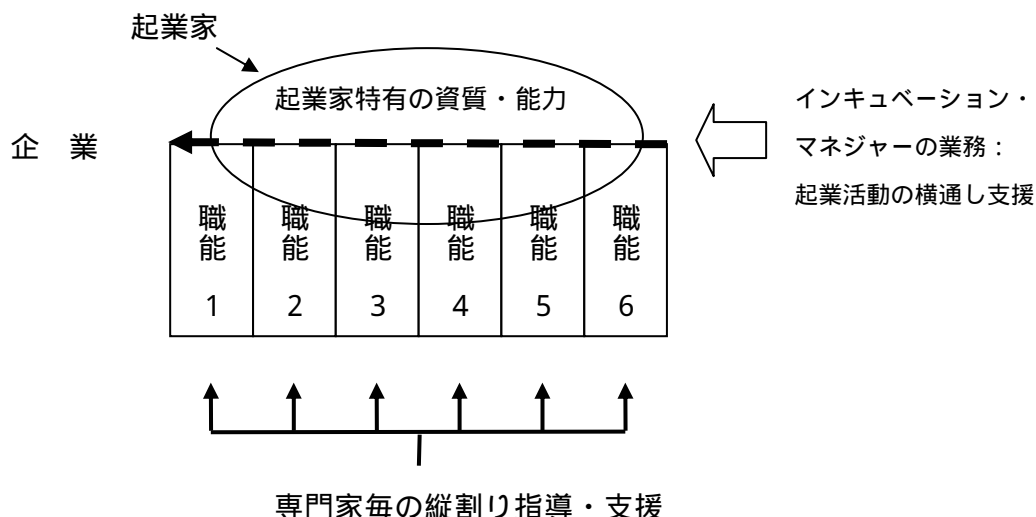 起業家
起業家特有の資質・能力
インキュベーション・
マネジャーの業務：
起業活動の横通し支援
企　業
職能 職能 職能 職能 職能 職能
1 2 3 4 5 6
専門家毎の縦割り指導・支援